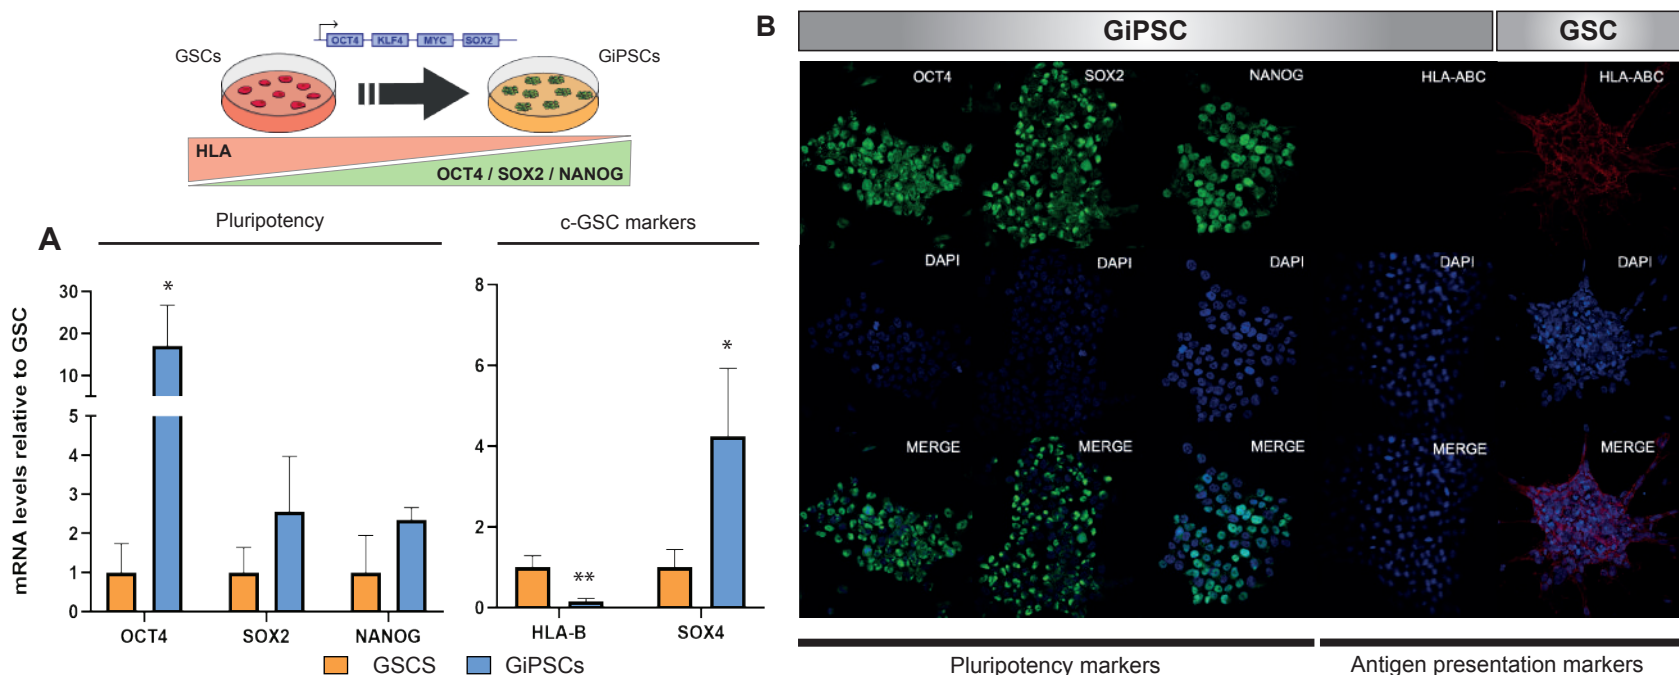 OCT4 KLF4 MYC SOX2
GSCs
GiPSCs
HLA
OCT4 / SOX2 / NANOG
A
Pluripotency
c-GSC markers
mRNA levels relative to GSC
30
20
10
5
4
3
2
1
0
*
OCT4
SOX2
NANOG
8
6
4
2
0
**
*
HLA-B
SOX4
GSCS
GiPSCs
B
GiPSC
GSC
OCT4
SOX2
NANOG
HLA-ABC
HLA-ABC
DAPI
DAPI
DAPI
DAPI
DAPI
MERGE
MERGE
MERGE
MERGE
MERGE
Pluripotency markers
Antigen presentation markers